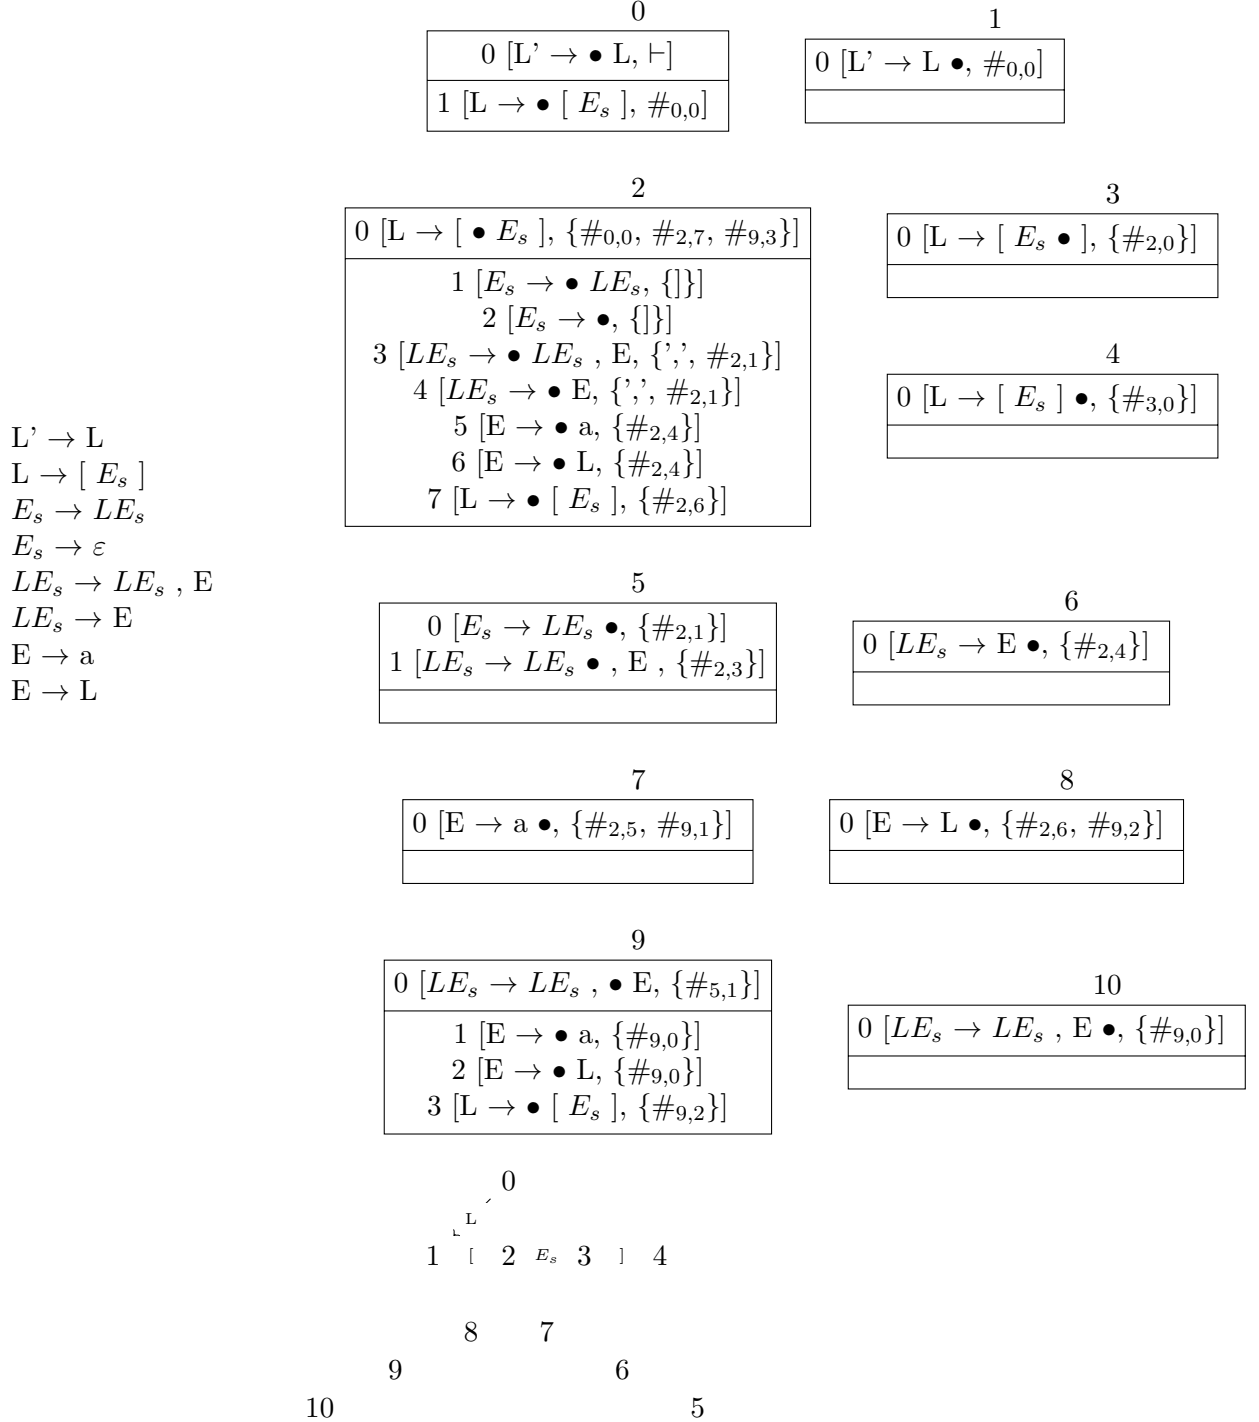 0
0 [L' → • L, ⊢]
1 [L → • [ E_s ], #_{0,0}]
1
0 [L' → L •, #_{0,0}]
2
0 [L → [ • E_s ], {#_{0,0}, #_{2,7}, #_{9,3}}]
1 [E_s → • LE_s, {]}]
2 [E_s → •, {]}]
3 [LE_s → • LE_s , E, {',', #_{2,1}}]
4 [LE_s → • E, {',', #_{2,1}}]
5 [E → • a, {#_{2,4}}]
6 [E → • L, {#_{2,4}}]
7 [L → • [ E_s ], {#_{2,6}}]
3
0 [L → [ E_s • ], {#_{2,0}}]
4
0 [L → [ E_s ] •, {#_{3,0}}]
L' → L
L → [ E_s ]
E_s → LE_s
E_s → ε
LE_s → LE_s , E
LE_s → E
E → a
E → L
5
0 [E_s → LE_s •, {#_{2,1}}]
1 [LE_s → LE_s • , E , {#_{2,3}}]
6
0 [LE_s → E •, {#_{2,4}}]
7
0 [E → a •, {#_{2,5}, #_{9,1}}]
8
0 [E → L •, {#_{2,6}, #_{9,2}}]
9
0 [LE_s → LE_s , • E, {#_{5,1}}]
1 [E → • a, {#_{9,0}}]
2 [E → • L, {#_{9,0}}]
3 [L → • [ E_s ], {#_{9,2}}]
10
0 [LE_s → LE_s , E •, {#_{9,0}}]
0
L
1 [ 2 E_s 3 ] 4
8 7
9 6
10 5